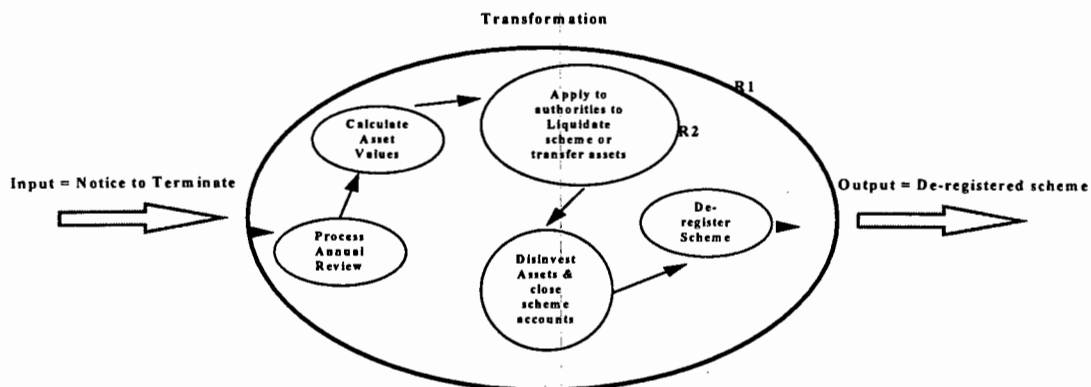 Transformation
R1
Apply to
authorities to
Liquidate
scheme or
transfer assets
R2
Calculate
Asset
Values
Input = Notice to Terminate
Output = De-registered scheme
De-
register
Scheme
Process
Annual
Review
Disinvest
Assets &
close
scheme
accounts